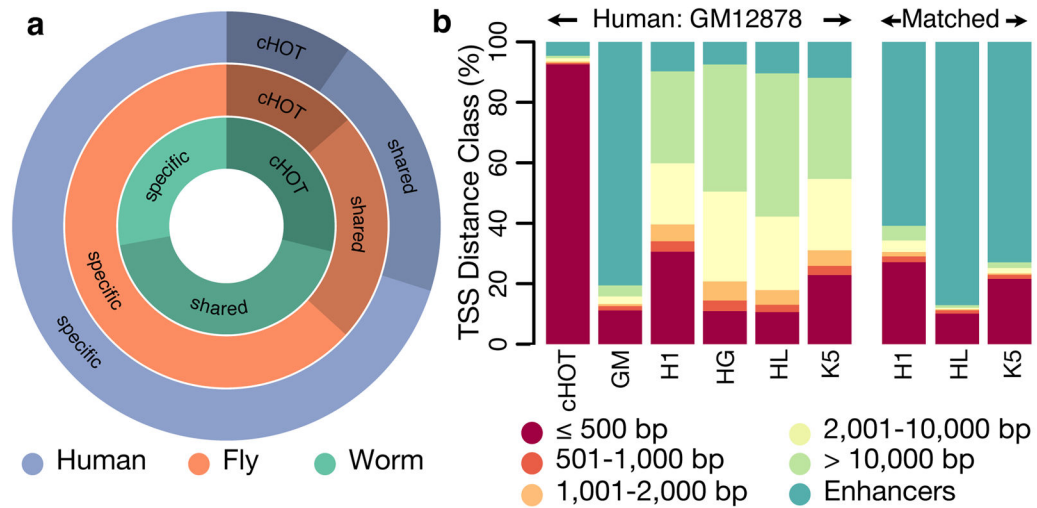 a
cHOT
cHOT
cHOT
specific
shared
shared
shared
specific
specific
Human
Fly
Worm
b
Human: GM12878
Matched
TSS Distance Class (%)
100
80
60
40
20
0
cHOT
GM
H1
HG
HL
K5
H1
HL
K5
≤ 500 bp
501-1,000 bp
1,001-2,000 bp
2,001-10,000 bp
> 10,000 bp
Enhancers